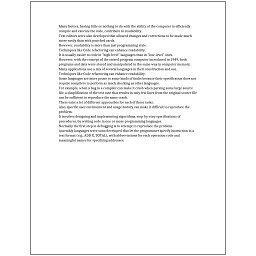 Many factors, having little or nothing to do with the ability of the computer to efficiently
compile and execute the code, contribute to readability.
Text editors were also developed that allowed changes and corrections to be made much
more easily than with punched cards.
However, readability is more than just programming style.
Techniques like Code refactoring can enhance readability.
It is usually easier to code in "high-level" languages than in "low-level" ones.
However, with the concept of the stored-program computer introduced in 1949, both
programs and data were stored and manipulated in the same way in computer memory.
Many applications use a mix of several languages in their construction and use.
Techniques like Code refactoring can enhance readability.
Some languages are more prone to some kinds of faults because their specification does not
require compilers to perform as much checking as other languages.
For example, when a bug in a compiler can make it crash when parsing some large source
file, a simplification of the test case that results in only few lines from the original source file
can be sufficient to reproduce the same crash.
There exist a lot of different approaches for each of those tasks.
Also, specific user environment and usage history can make it difficult to reproduce the
problem.
It involves designing and implementing algorithms, step-by-step specifications of
procedures, by writing code in one or more programming languages.
Normally the first step in debugging is to attempt to reproduce the problem.
Assembly languages were soon developed that let the programmer specify instruction in a
text format (e.g., ADD X, TOTAL), with abbreviations for each operation code and
meaningful names for specifying addresses.